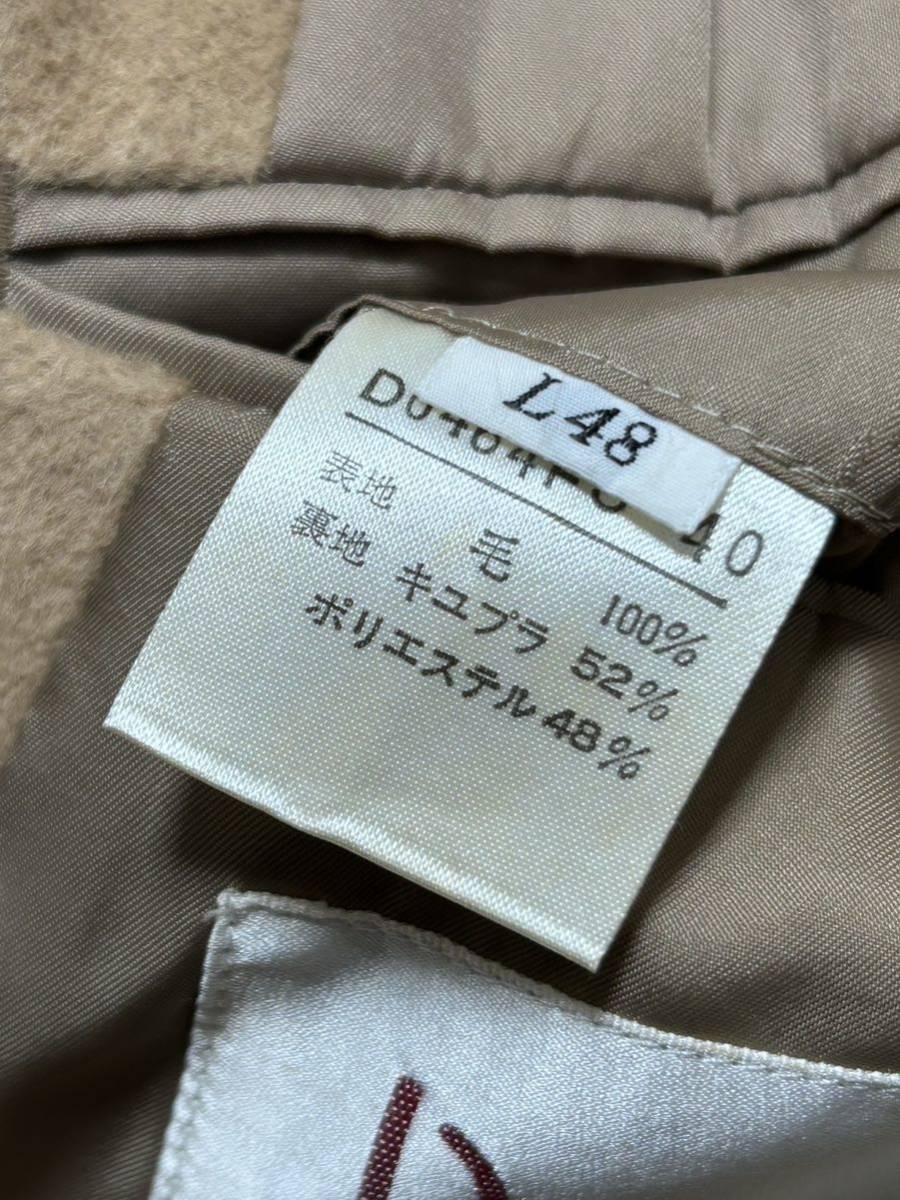 L48
40
表地 毛 100%
裏地 キュプラ 52%
ポリエステル 48%